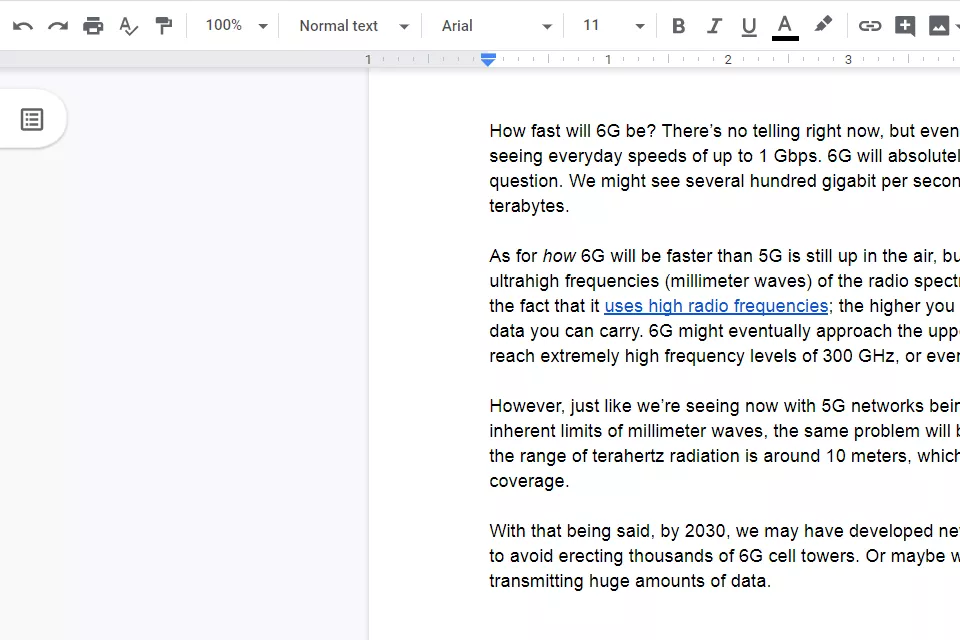 100% Normal text Arial 11 B I U A
1 1 2 3
How fast will 6G be? There’s no telling right now, but even
seeing everyday speeds of up to 1 Gbps. 6G will absolutel
question. We might see several hundred gigabit per secon
terabytes.
As for how 6G will be faster than 5G is still up in the air, bu
ultrahigh frequencies (millimeter waves) of the radio spectr
the fact that it uses high radio frequencies; the higher you
data you can carry. 6G might eventually approach the uppe
reach extremely high frequency levels of 300 GHz, or even
However, just like we’re seeing now with 5G networks bein
inherent limits of millimeter waves, the same problem will b
the range of terahertz radiation is around 10 meters, which
coverage.
With that being said, by 2030, we may have developed ne
to avoid erecting thousands of 6G cell towers. Or maybe w
transmitting huge amounts of data.